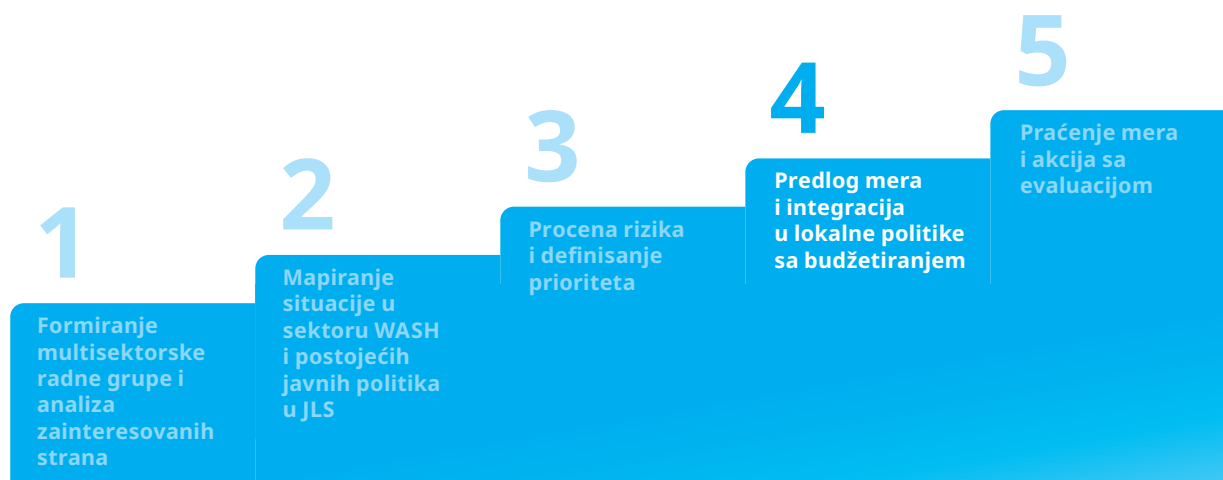 1
Formiranje
multisektorske
radne grupe i
analiza
zainteresovanih
strana
2
Mapiranje
situacije u
sektoru WASH
i postojećih
javnih politika
u JLS
3
Procena rizika
i definisanje
prioriteta
4
Predlog mera
i integracija
u lokalne politike
sa budžetiranjem
5
Praćenje mera
i akcija sa
evaluacijom